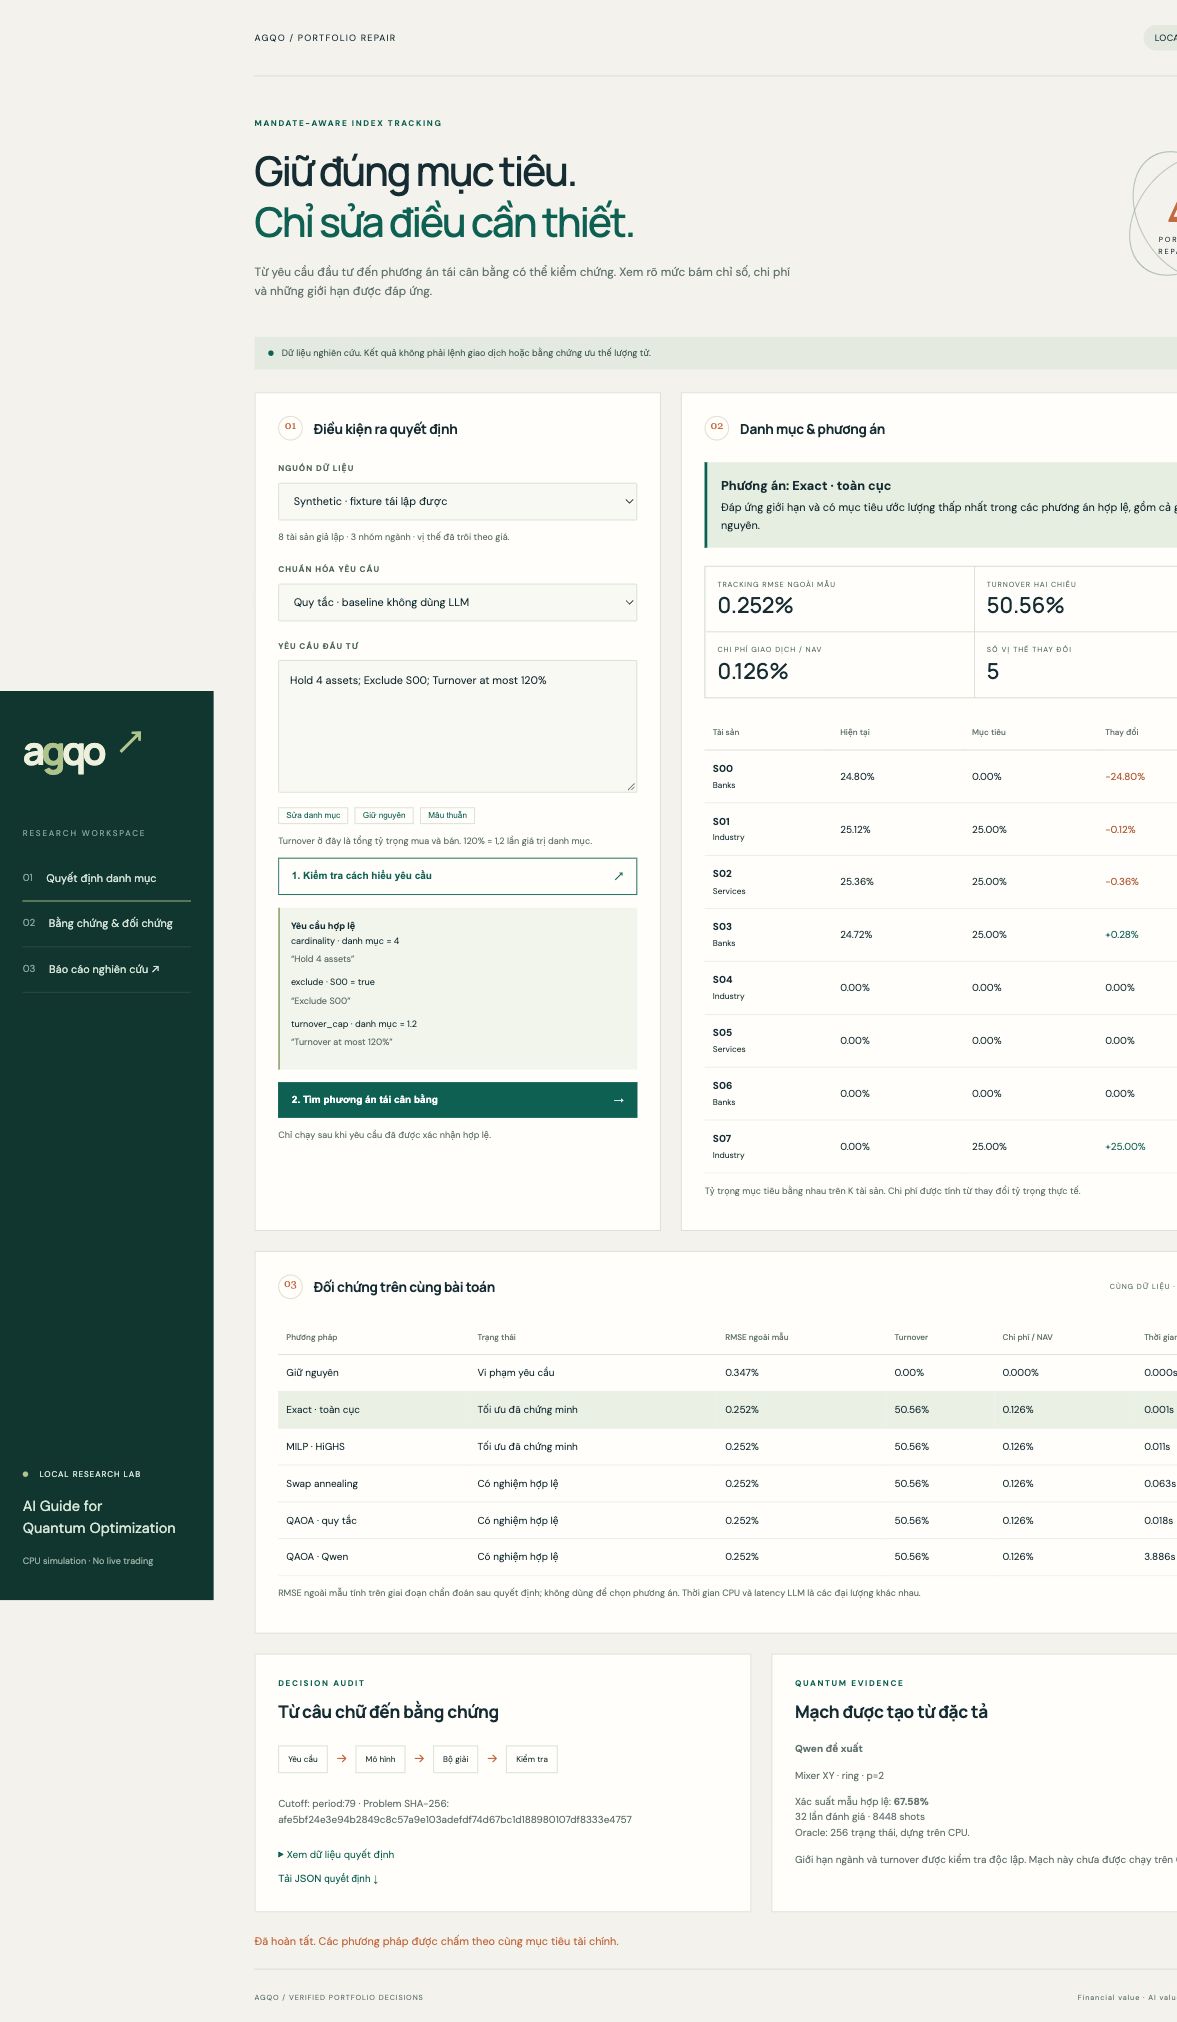 AGQO / PORTFOLIO REPAIR
MANDATE-AWARE INDEX TRACKING
Giữ đúng mục tiêu.
Chỉ sửa điều cần thiết.
Từ yêu cầu đầu tư đến phương án tái cân bằng có thể kiểm chứng. Xem rõ mức bám chỉ số, chi phí
và những giới hạn được đáp ứng.
Dữ liệu nghiên cứu. Kết quả không phải lệnh giao dịch hoặc bằng chứng ưu thế lượng tử.
agqo ↗
RESEARCH WORKSPACE
01 Quyết định danh mục
02 Bằng chứng & đối chứng
03 Báo cáo nghiên cứu ↗
LOCAL RESEARCH LAB
AI Guide for
Quantum Optimization
CPU simulation · No live trading
01 Điều kiện ra quyết định
NGUỒN DỮ LIỆU
Synthetic · fixture tái lập được
8 tài sản giả lập · 3 nhóm ngành · vị thế đã trôi theo giá.
CHUẨN HÓA YÊU CẦU
Quy tắc · baseline không dùng LLM
YÊU CẦU ĐẦU TƯ
Hold 4 assets; Exclude S00; Turnover at most 120%
Sửa danh mục Giữ nguyên Mâu thuẫn
Turnover ở đây là tổng tỷ trọng mua và bán. 120% = 1,2 lần giá trị danh mục.
1. Kiểm tra cách hiểu yêu cầu ↗
Yêu cầu hợp lệ
cardinality · danh mục = 4
“Hold 4 assets”
exclude · S00 = true
“Exclude S00”
turnover_cap · danh mục = 1.2
“Turnover at most 120%”
2. Tìm phương án tái cân bằng →
Chỉ chạy sau khi yêu cầu đã được xác nhận hợp lệ.
02 Danh mục & phương án
Phương án: Exact · toàn cục
Đáp ứng giới hạn và có mục tiêu ước lượng thấp nhất trong các phương án hợp lệ, gồm cả
nguyên.
TRACKING RMSE NGOÀI MẪU
0.252%
TURNOVER HAI CHIỀU
50.56%
CHI PHÍ GIAO DỊCH / NAV
0.126%
SỐ VỊ THẾ THAY ĐỔI
5
Tài sản Hiện tại Mục tiêu Thay đổi
S00 24.80% 0.00% -24.80%
Banks
S01 25.12% 25.00% -0.12%
Industry
S02 25.36% 25.00% -0.36%
Services
S03 24.72% 25.00% +0.28%
Banks
S04 0.00% 0.00% 0.00%
Industry
S05 0.00% 0.00% 0.00%
Services
S06 0.00% 0.00% 0.00%
Banks
S07 0.00% 25.00% +25.00%
Industry
Tỷ trọng mục tiêu bằng nhau trên K tài sản. Chi phí được tính từ thay đổi tỷ trọng thực tế.
03 Đối chứng trên cùng bài toán
CÙNG DỮ LIỆU ·
Phương pháp Trạng thái RMSE ngoài mẫu Turnover Chi phí / NAV Thời gian
Giữ nguyên Vi phạm yêu cầu 0.347% 0.00% 0.000% 0.000s
Exact · toàn cục Tối ưu đã chứng minh 0.252% 50.56% 0.126% 0.001s
MILP · HiGHS Tối ưu đã chứng minh 0.252% 50.56% 0.126% 0.011s
Swap annealing Có nghiệm hợp lệ 0.252% 50.56% 0.126% 0.063s
QAOA · quy tắc Có nghiệm hợp lệ 0.252% 50.56% 0.126% 0.018s
QAOA · Qwen Có nghiệm hợp lệ 0.252% 50.56% 0.126% 3.886s
RMSE ngoài mẫu tính trên giai đoạn chẩn đoán sau quyết định; không dùng để chọn phương án. Thời gian CPU và latency LLM là các đại lượng khác nhau.
DECISION AUDIT
Từ câu chữ đến bằng chứng
Yêu cầu → Mô hình → Bộ giải → Kiểm tra
Cutoff: period:79 · Problem SHA-256:
afe5bf24e3e94b2849c8c57a9e103adefdf74d67bc1d188980107df8333e4757
▶ Xem dữ liệu quyết định
Tải JSON quyết định ↓
QUANTUM EVIDENCE
Mạch được tạo từ đặc tả
Qwen đề xuất
Mixer XY · ring · p=2
Xác suất mẫu hợp lệ: 67.58%
32 lần đánh giá · 8448 shots
Oracle: 256 trạng thái, dựng trên CPU.
Giới hạn ngành và turnover được kiểm tra độc lập. Mạch này chưa được chạy trên
Đã hoàn tất. Các phương pháp được chấm theo cùng mục tiêu tài chính.
AGQO / VERIFIED PORTFOLIO DECISIONS
Financial value · AI